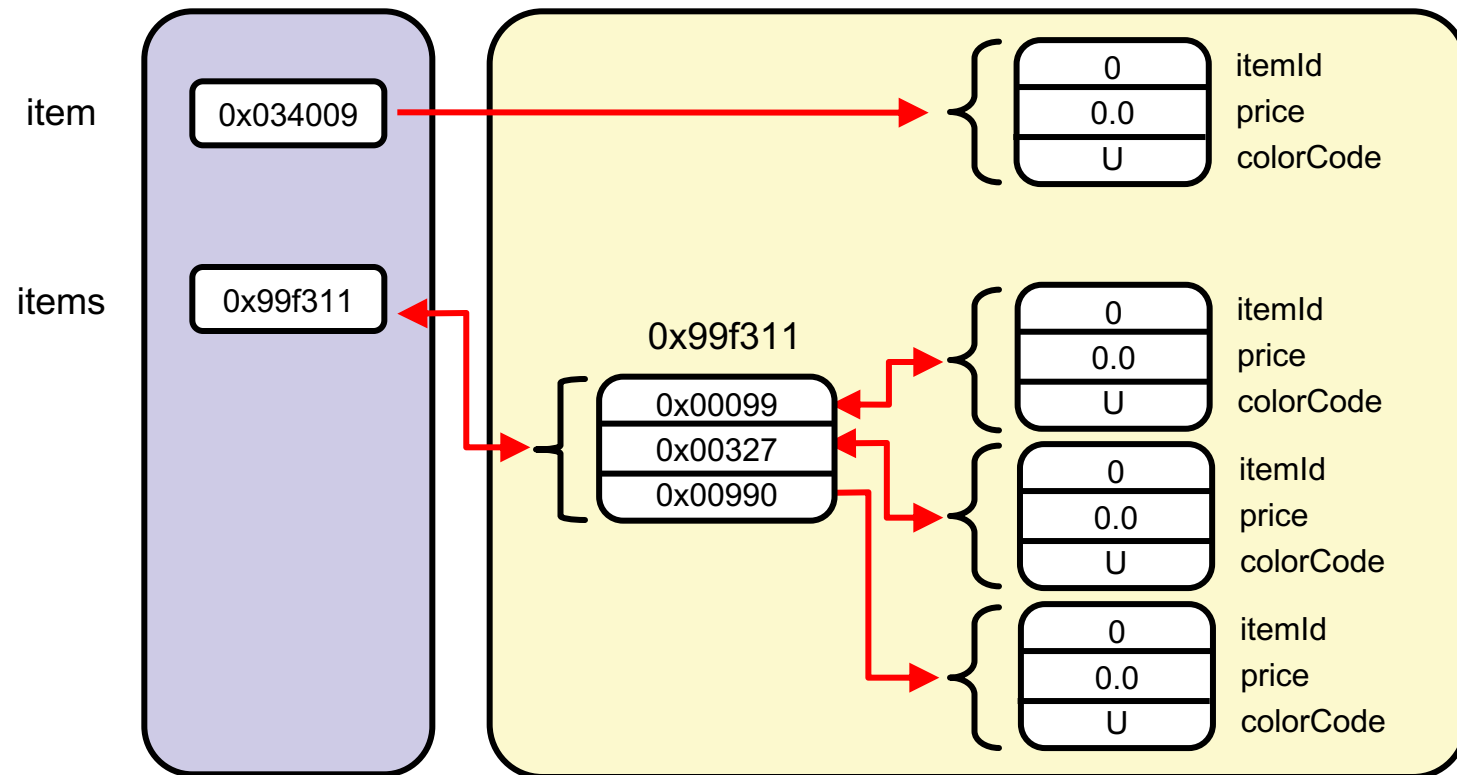 item
0x034009
0
itemId
0.0
price
U
colorCode
items
0x99f311
0x99f311
0x00099
0x00327
0x00990
0
itemId
0.0
price
U
colorCode
0
itemId
0.0
price
U
colorCode
0
itemId
0.0
price
U
colorCode